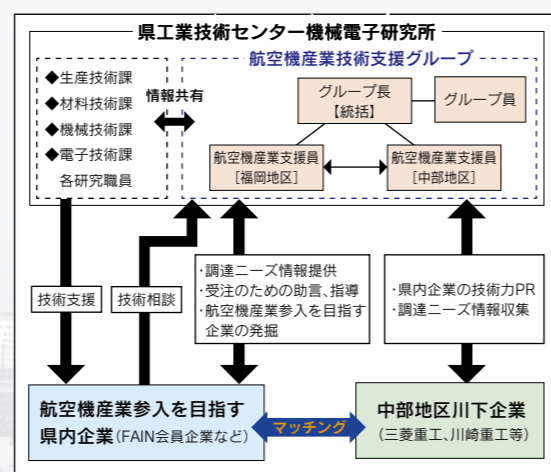 県工業技術センター機械電子研究所
航空機産業技術支援グループ
◆生産技術課
◆材料技術課
◆機械技術課
◆電子技術課
各研究職員
情報共有
グループ長
【統括】
グループ員
航空機産業支援員
[福岡地区]
航空機産業支援員
[中部地区]
技術支援
技術相談
・調達ニーズ情報提供
・受注のための助言、指導
・航空機産業参入を目指す
企業の発掘
・県内企業の技術力PR
・調達ニーズ情報収集
航空機産業参入を目指す
県内企業(FAIN会員企業など)
マッチング
中部地区川下企業
(三菱重工、川崎重工等)